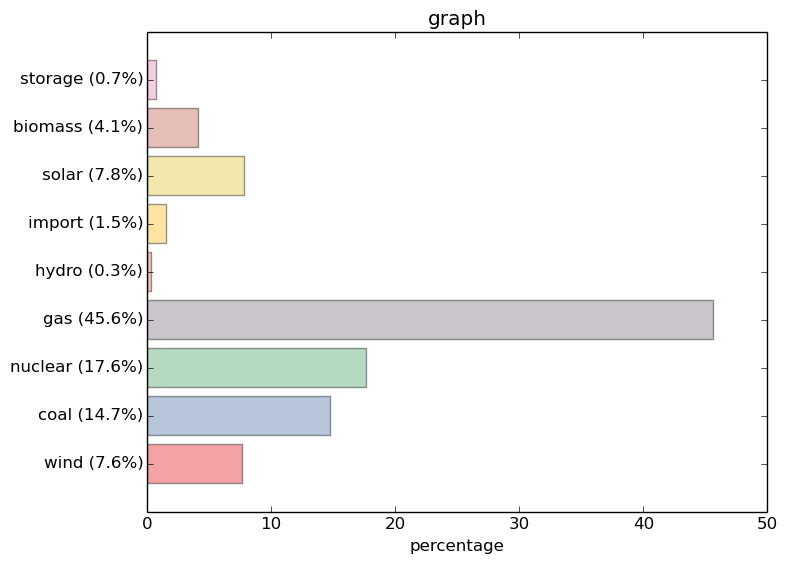 graph
storage (0.7%)
biomass (4.1%)
solar (7.8%)
import (1.5%)
hydro (0.3%)
gas (45.6%)
nuclear (17.6%)
coal (14.7%)
wind (7.6%)
0 10 20 30 40 50
percentage